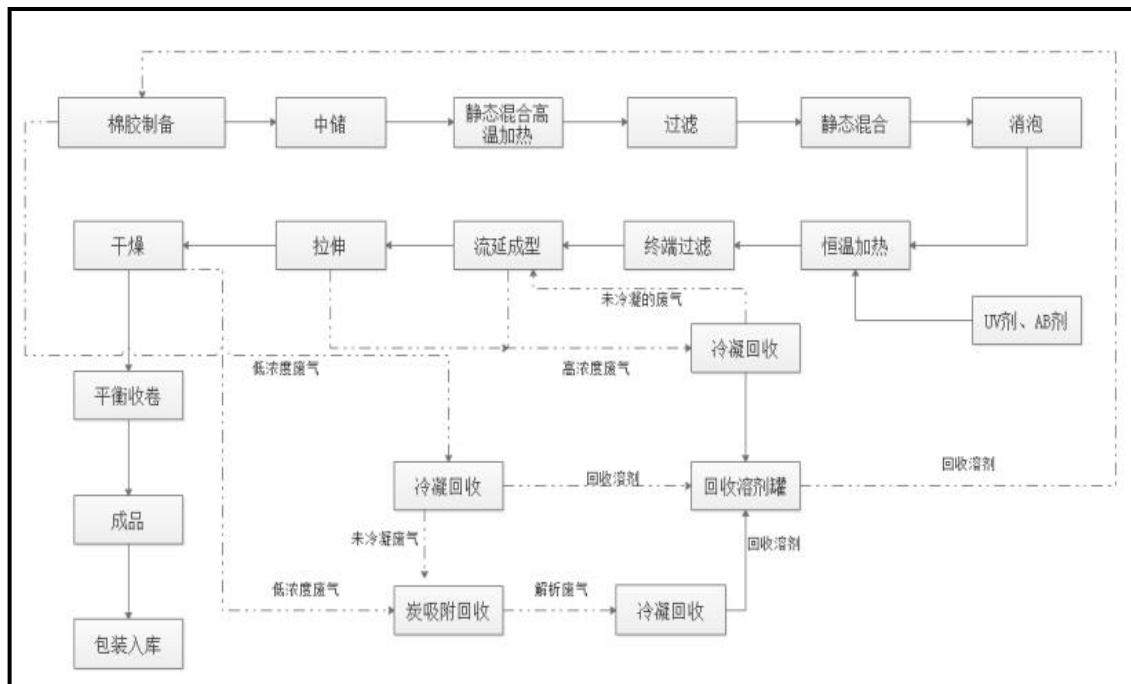 棉胶制备
中储
静态混合高
温加热
过滤
静态混合
消泡
干燥
拉伸
流延成型
终端过滤
恒温加热
未冷凝的废气
UV剂、AB剂
冷凝回收
低浓度废气
高浓度废气
平衡收卷
冷凝回收
回收溶剂
回收溶剂罐
回收溶剂
成品
未冷凝废气
回收溶剂
低浓度废气
炭吸附回收
解析废气
冷凝回收
包装入库